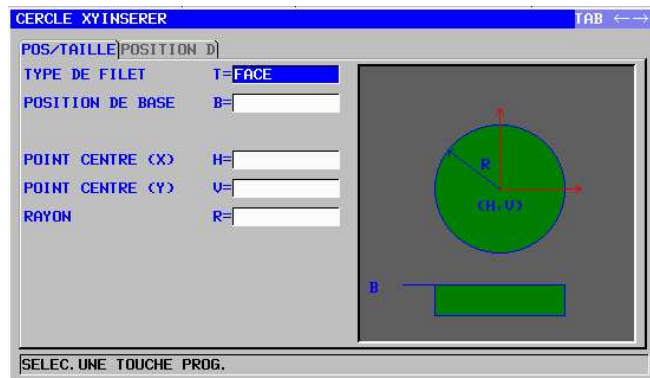 CERCLE XYINSERER TAB ←→
POS/TAILLE POSITION D
TYPE DE FILET T=FACE
POSITION DE BASE B=
POINT CENTRE (X) H=
POINT CENTRE (Y) V=
RAYON R=
R
(H,V)
B
SELEC.UNE TOUCHE PROG.